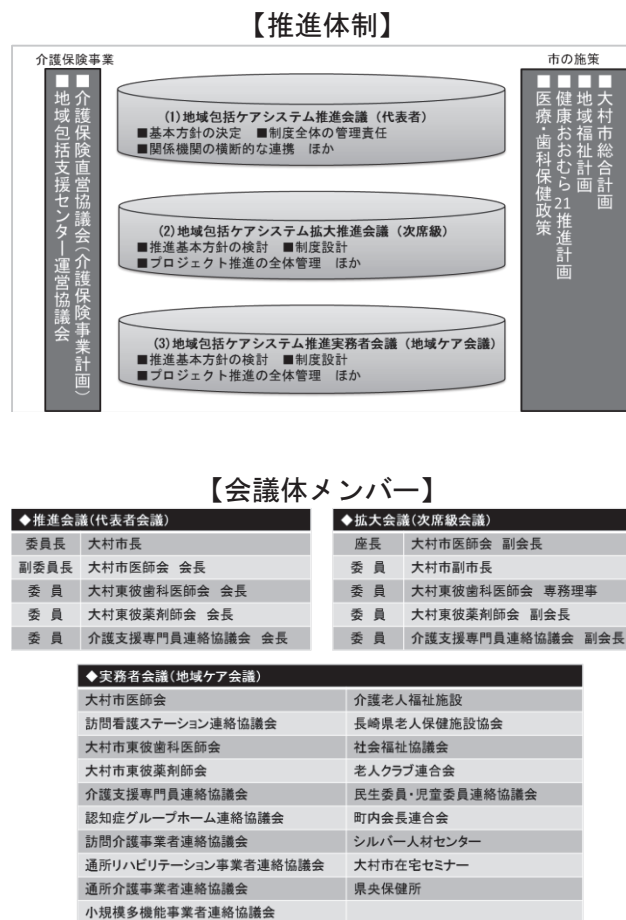 【推進体制】
介護保険事業
■介護保険直営協議会(介護保険事業計画)
■地域包括支援センター運営協議会
(1)地域包括ケアシステム推進会議(代表者)
■基本方針の決定 ■制度全体の管理責任
■関係機関の横断的な連携 ほか
(2)地域包括ケアシステム拡大推進会議(次席級)
■推進基本方針の検討 ■制度設計
■プロジェクト推進の全体管理 ほか
(3)地域包括ケアシステム推進実務者会議(地域ケア会議)
■推進基本方針の検討 ■制度設計
■プロジェクト推進の全体管理 ほか
市の施策
■大村市総合計画
■地域福祉計画
■健康おおむら21推進計画
■医療・歯科保健政策
【会議体メンバー】
◆推進会議(代表者会議)
委員長 大村市長
副委員長 大村市医師会 会長
委 員 大村東彼歯科医師会 会長
委 員 大村東彼薬剤師会 会長
委 員 介護支援専門員連絡協議会 会長
◆拡大会議(次席級会議)
座長 大村市医師会 副会長
委 員 大村市副市長
委 員 大村東彼歯科医師会 専務理事
委 員 大村東彼薬剤師会 副会長
委 員 介護支援専門員連絡協議会 副会長
◆実務者会議(地域ケア会議)
大村市医師会 介護老人福祉施設
訪問看護ステーション連絡協議会 長崎県老人保健施設協会
大村市東彼歯科医師会 社会福祉協議会
大村市東彼薬剤師会 老人クラブ連合会
介護支援専門員連絡協議会 民生委員・児童委員連絡協議会
認知症グループホーム連絡協議会 町内会長連合会
訪問介護事業者連絡協議会 シルバー人材センター
通所リハビリテーション事業者連絡協議会 大村市在宅セミナー
通所介護事業者連絡協議会 県央保健所
小規模多機能事業者連絡協議会